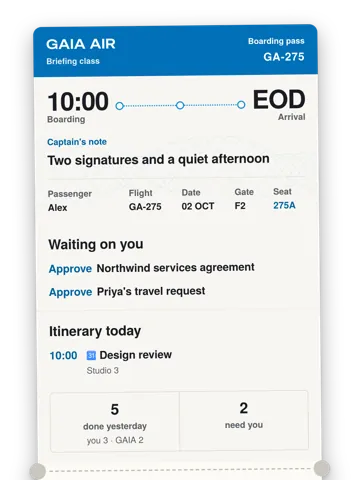 GAIA AIR
Boarding pass
Briefing class
GA-275
10:00
EOD
Boarding
Arrival
Captain's note
Two signatures and a quiet afternoon
Passenger Flight Date Gate Seat
Alex GA-275 02 OCT F2 275A
Waiting on you
Approve Northwind services agreement
Approve Priya's travel request
Itinerary today
10:00 31 Design review
Studio 3
5 2
done yesterday need you
you 3 · GAIA 2